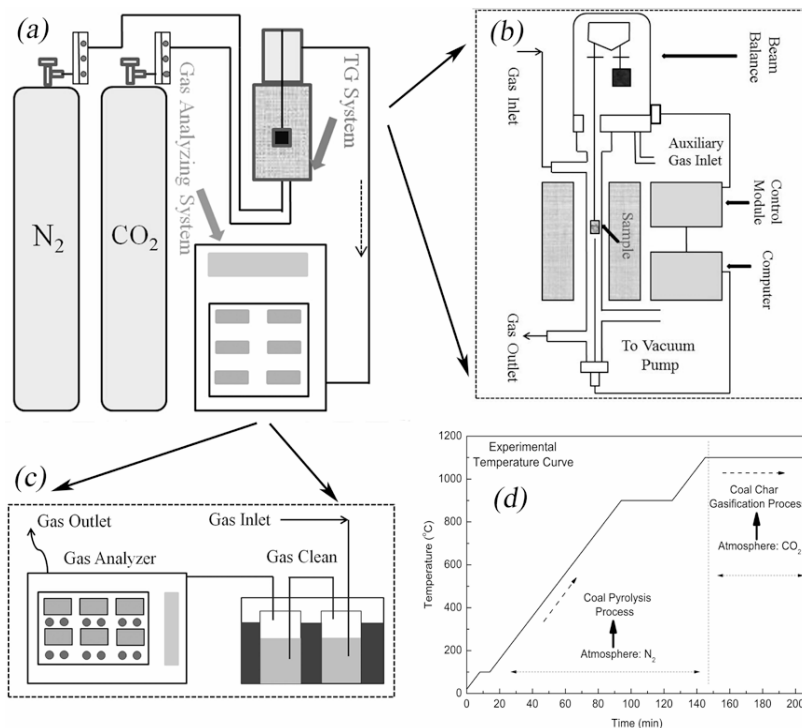 (a)
N2
CO2
Gas Analyzing System
TG System
(b)
Gas Inlet
Beam
Balance
Auxiliary
Gas Inlet
Control
Module
Sample
Computer
Gas Outlet
To Vacuum
Pump
(c)
Gas Outlet
Gas Inlet
Gas Analyzer
Gas Clean
(d)
Experimental
Temperature Curve
Coal Char
Gasification Process
Atmosphere: CO2
Coal Pyrolysis
Process
Atmosphere: N2
Temperature (°C)
1200
1000
800
600
400
200
0
0 20 40 60 80 100 120 140 160 180 200
Time (min)